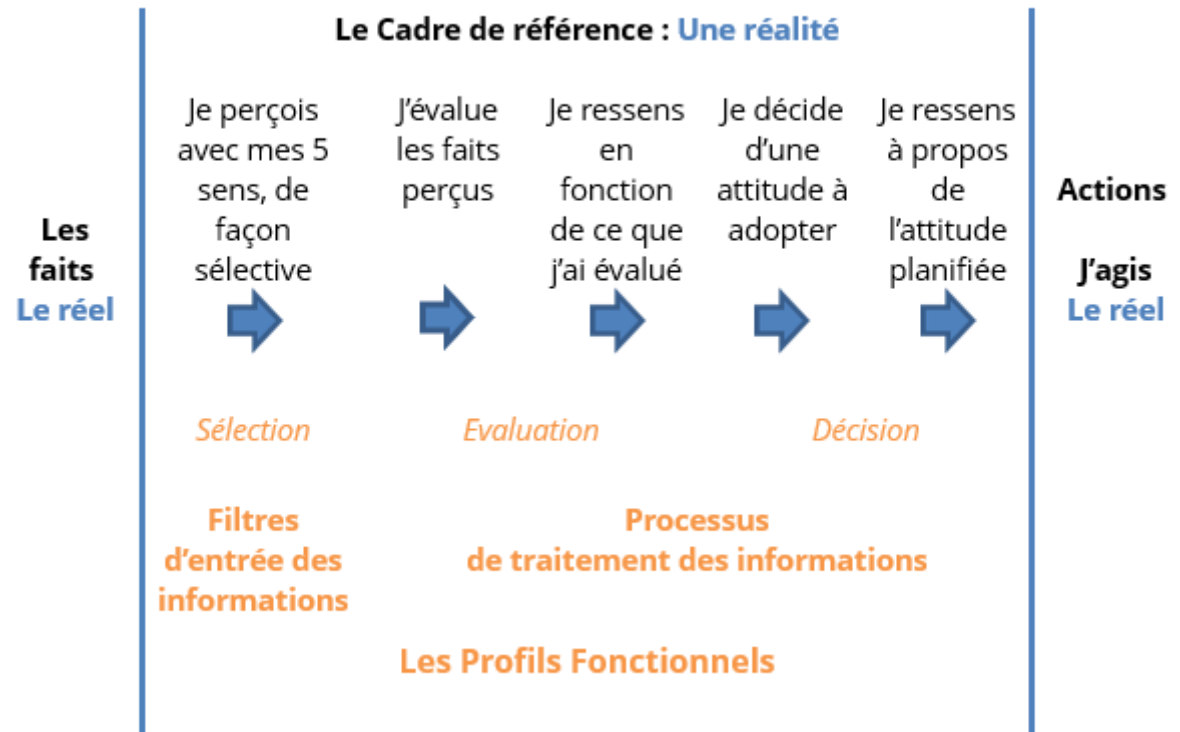 Le Cadre de référence : Une réalité
Les
faits
Le réel
Je perçois
avec mes 5
sens, de
façon
sélective
J'évalue
les faits
perçus
Je ressens
en
fonction
de ce que
j'ai évalué
Je décide
d'une
attitude à
adopter
Je ressens
à propos
de
l'attitude
planifiée
Actions
J'agis
Le réel
Sélection
Evaluation
Décision
Filtres
d'entrée des
informations
Processus
de traitement des informations
Les Profils Fonctionnels